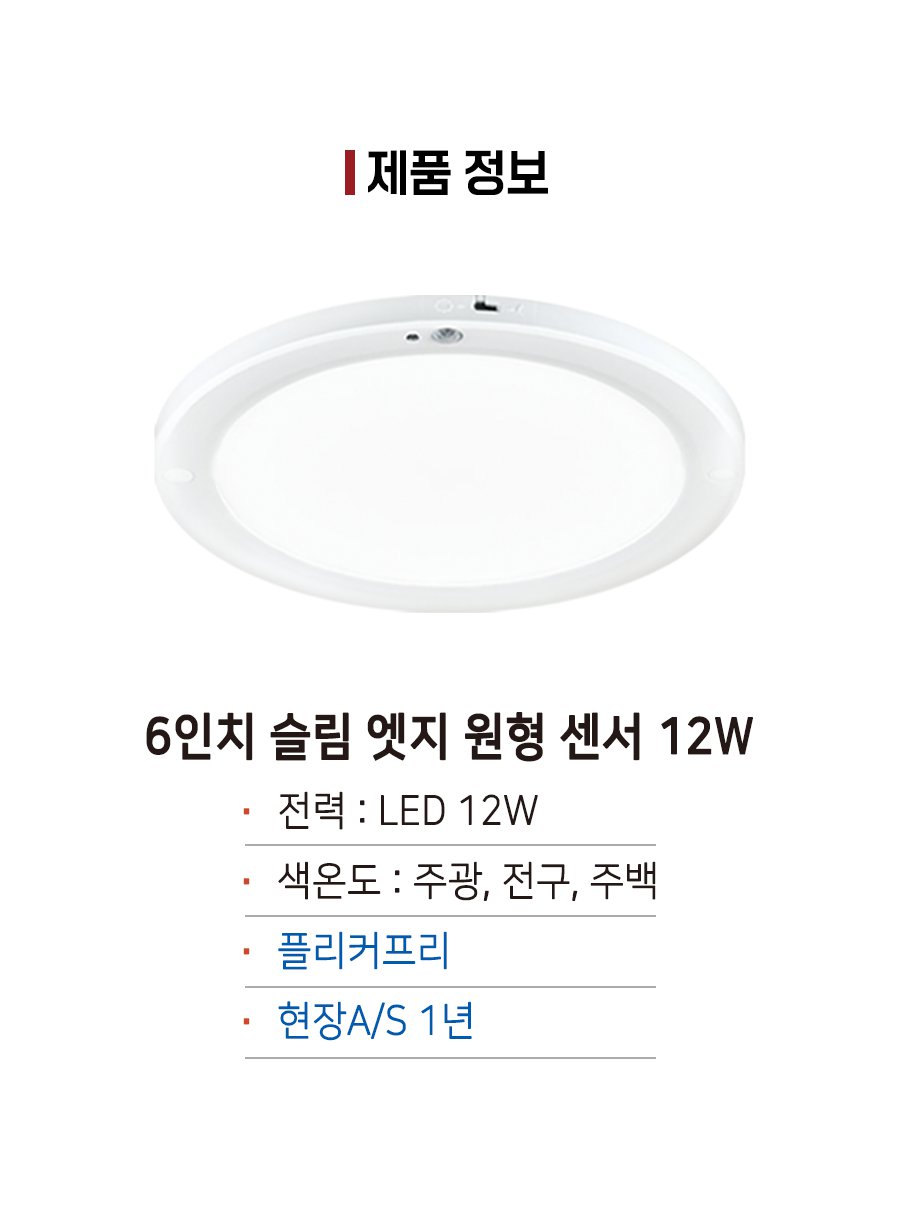 제품 정보
6인치 슬림 엣지 원형 센서 12W
· 전력 : LED 12W
· 색온도 : 주광, 전구, 주백
· 플리커프리
· 현장A/S 1년